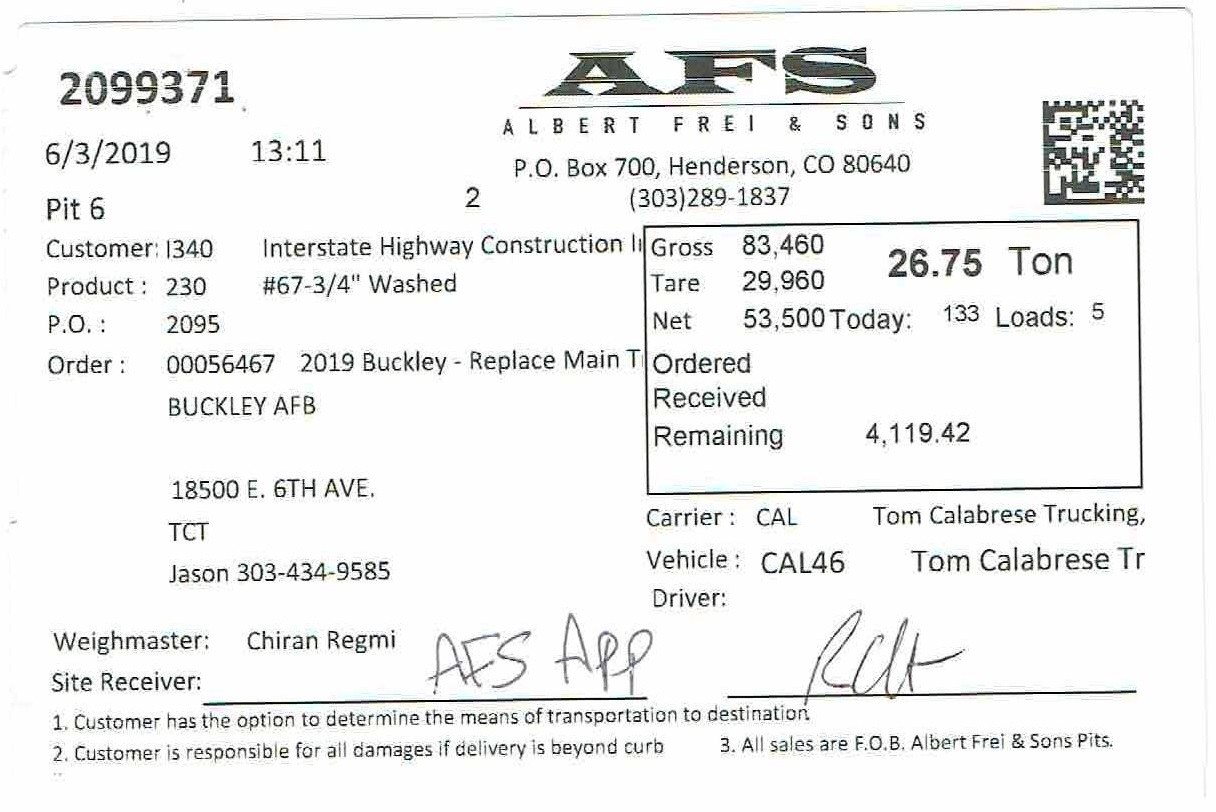 2099371
AFS
ALBERT FREI & SONS
6/3/2019 13:11
P.O. Box 700, Henderson, CO 80640
Pit 6 2 (303)289-1837
Customer: I340 Interstate Highway Construction I
Product : 230 #67-3/4" Washed
P.O. : 2095
Order : 00056467 2019 Buckley - Replace Main T
BUCKLEY AFB
18500 E. 6TH AVE.
TCT
Jason 303-434-9585
Gross 83,460 26.75 Ton
Tare 29,960
Net 53,500 Today: 133 Loads: 5
Ordered
Received
Remaining 4,119.42
Carrier : CAL Tom Calabrese Trucking,
Vehicle : CAL46 Tom Calabrese Tr
Driver:
Weighmaster: Chiran Regmi
Site Receiver: AFS App
1. Customer has the option to determine the means of transportation to destination
2. Customer is responsible for all damages if delivery is beyond curb 3. All sales are F.O.B. Albert Frei & Sons Pits.